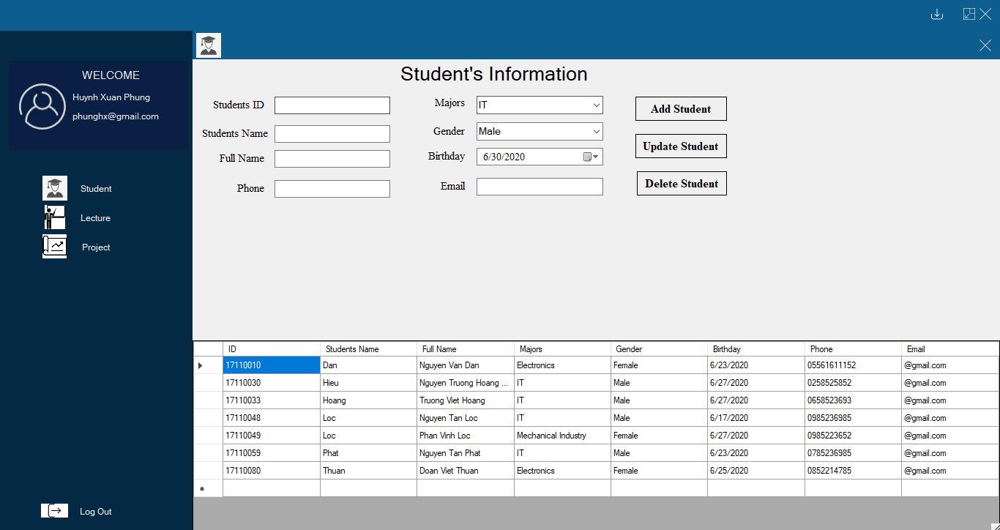 WELCOME
Huynh Xuan Phung
phunghx@gmail.com
Student
Lecture
Project
Log Out
Student's Information
Students ID
Majors IT
Add Student
Students Name
Gender Male
Update Student
Full Name
Birthday 6/30/2020
Phone
Email
Delete Student
ID Students Name Full Name Majors Gender Birthday Phone Email
17110010 Dan Nguyen Van Dan Electronics Female 6/23/2020 05561611152 @gmail.com
17110030 Hieu Nguyen Truong Hoang ... IT Male 6/27/2020 0258525852 @gmail.com
17110033 Hoang Truong Viet Hoang IT Male 6/27/2020 0658523693 @gmail.com
17110048 Loc Nguyen Tan Loc IT Male 6/17/2020 0985236985 @gmail.com
17110049 Loc Phan Vinh Loc Mechanical Industry Female 6/27/2020 0985223652 @gmail.com
17110059 Phat Nguyen Tan Phat IT Male 6/23/2020 0785236985 @gmail.com
17110080 Thuan Doan Viet Thuan Electronics Female 6/25/2020 0852214785 @gmail.com